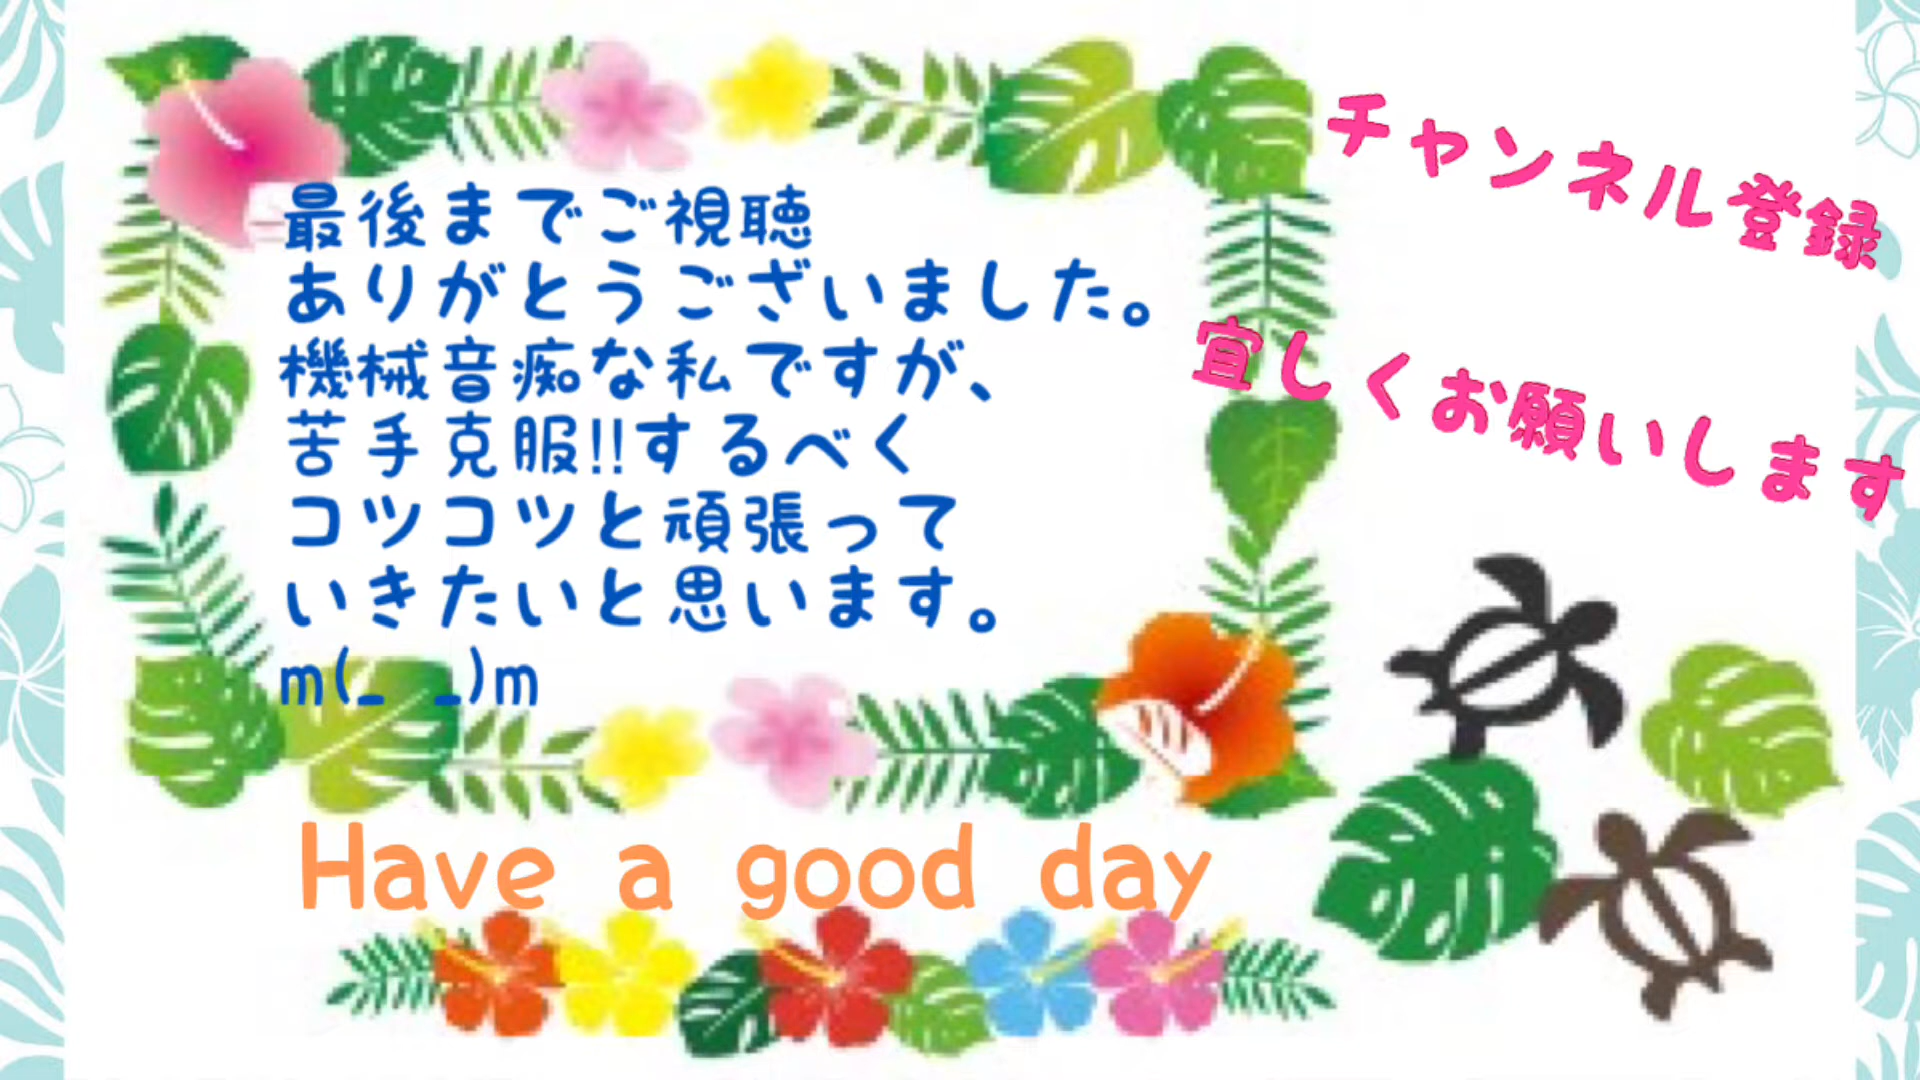 最後までご視聴
ありがとうございました。
機械音痴な私ですが、
苦手克服!!するべく
コツコツと頑張って
いきたいと思います。
m(_ _)m
チャンネル登録
宜しくお願いします
Have a good day